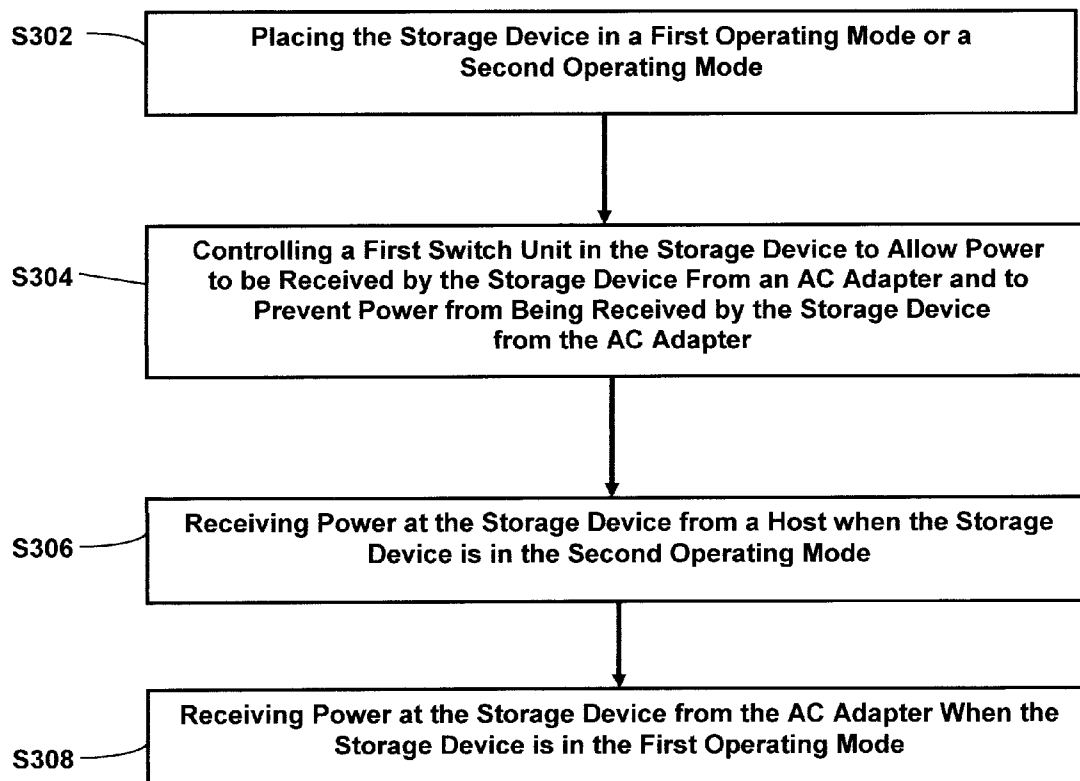 S302
Placing the Storage Device in a First Operating Mode or a
Second Operating Mode
S304
Controlling a First Switch Unit in the Storage Device to Allow Power
to be Received by the Storage Device From an AC Adapter and to
Prevent Power from Being Received by the Storage Device
from the AC Adapter
S306
Receiving Power at the Storage Device from a Host when the Storage
Device is in the Second Operating Mode
S308
Receiving Power at the Storage Device from the AC Adapter When the
Storage Device is in the First Operating Mode